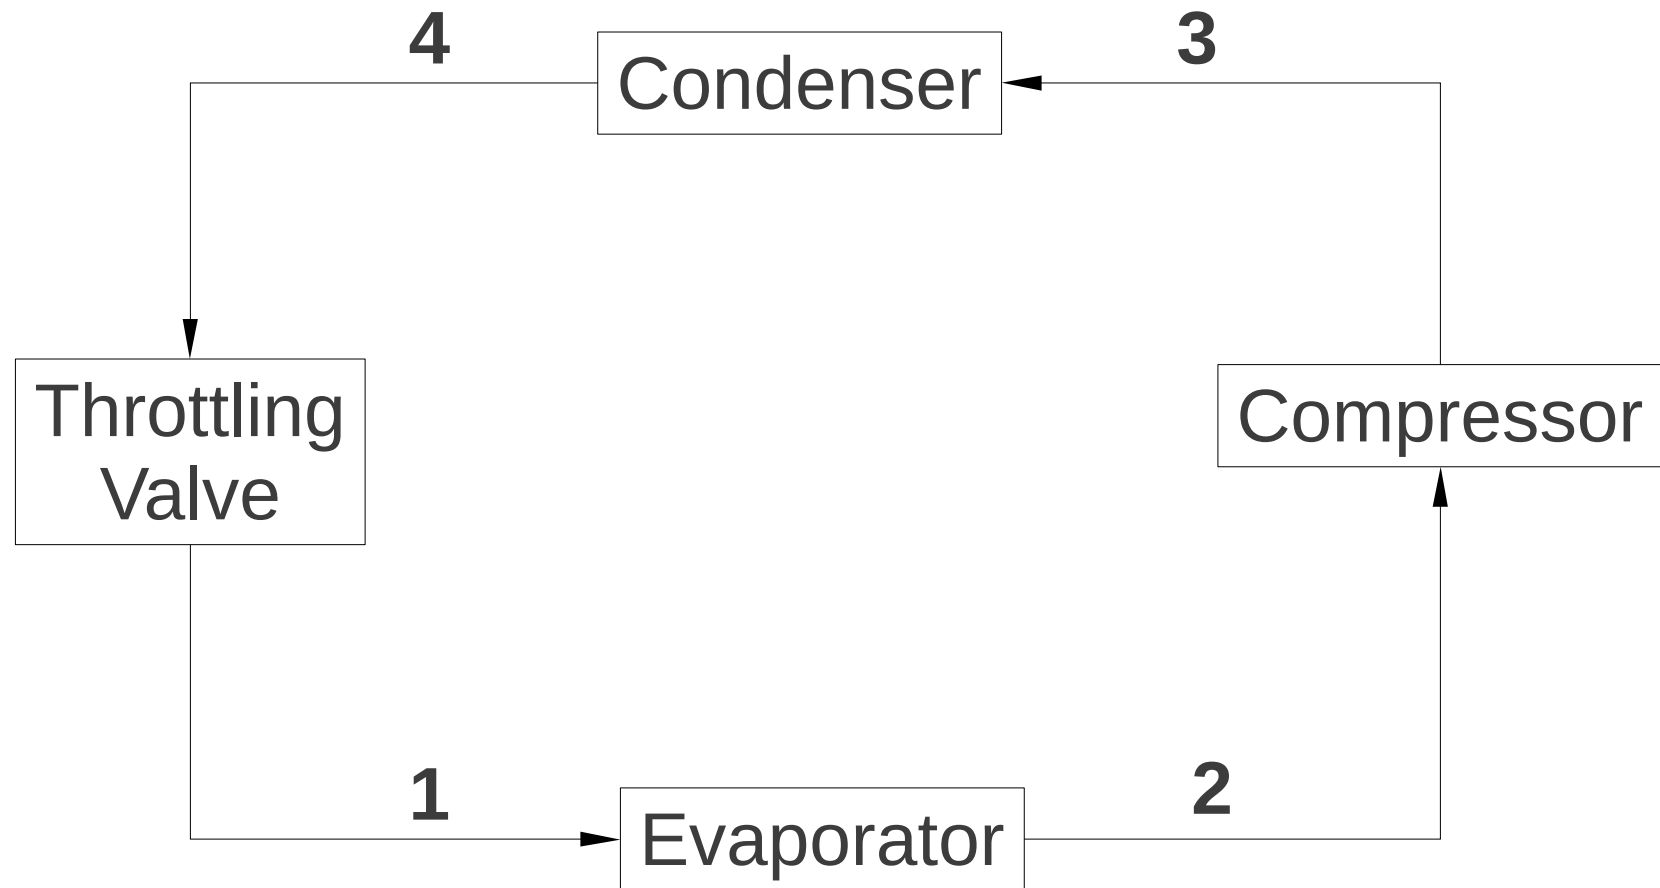 4
3
Condenser
Throttling
Valve
Compressor
1
2
Evaporator